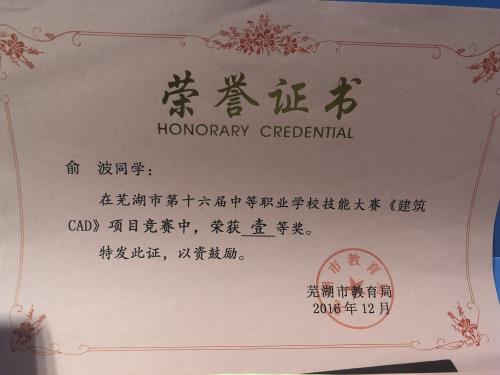 荣誉证书
HONORARY CREDENTIAL
俞 波同学：
在芜湖市第十六届中等职业学校技能大赛《建筑
CAD》项目竞赛中，荣获 壹 等奖。
特发此证，以资鼓励。
芜湖市教育局
2016年12月